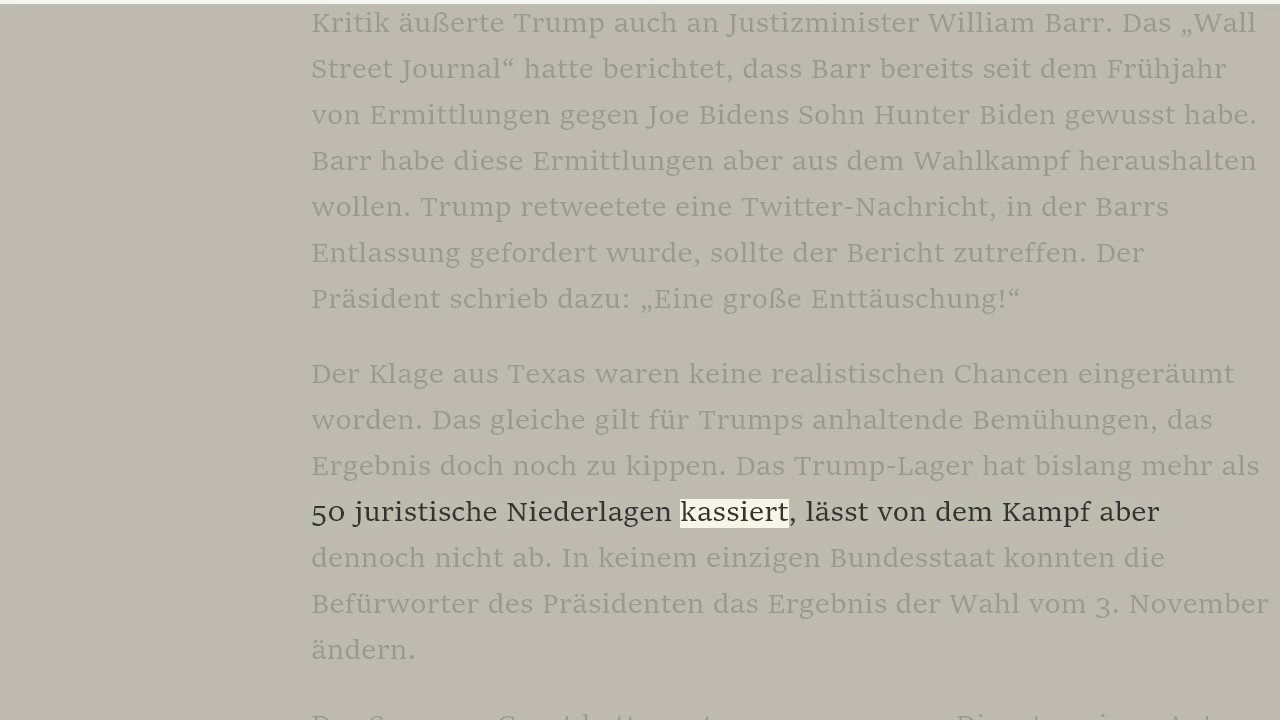 Kritik äußerte Trump auch an Justizminister William Barr. Das „Wall
Street Journal“ hatte berichtet, dass Barr bereits seit dem Frühjahr
von Ermittlungen gegen Joe Bidens Sohn Hunter Biden gewusst habe.
Barr habe diese Ermittlungen aber aus dem Wahlkampf heraushalten
wollen. Trump retweetete eine Twitter-Nachricht, in der Barrs
Entlassung gefordert wurde, sollte der Bericht zutreffen. Der
Präsident schrieb dazu: „Eine große Enttäuschung!“
Der Klage aus Texas waren keine realistischen Chancen eingeräumt
worden. Das gleiche gilt für Trumps anhaltende Bemühungen, das
Ergebnis doch noch zu kippen. Das Trump-Lager hat bislang mehr als
50 juristische Niederlagen kassiert, lässt von dem Kampf aber
dennoch nicht ab. In keinem einzigen Bundesstaat konnten die
Befürworter des Präsidenten das Ergebnis der Wahl vom 3. November
ändern.